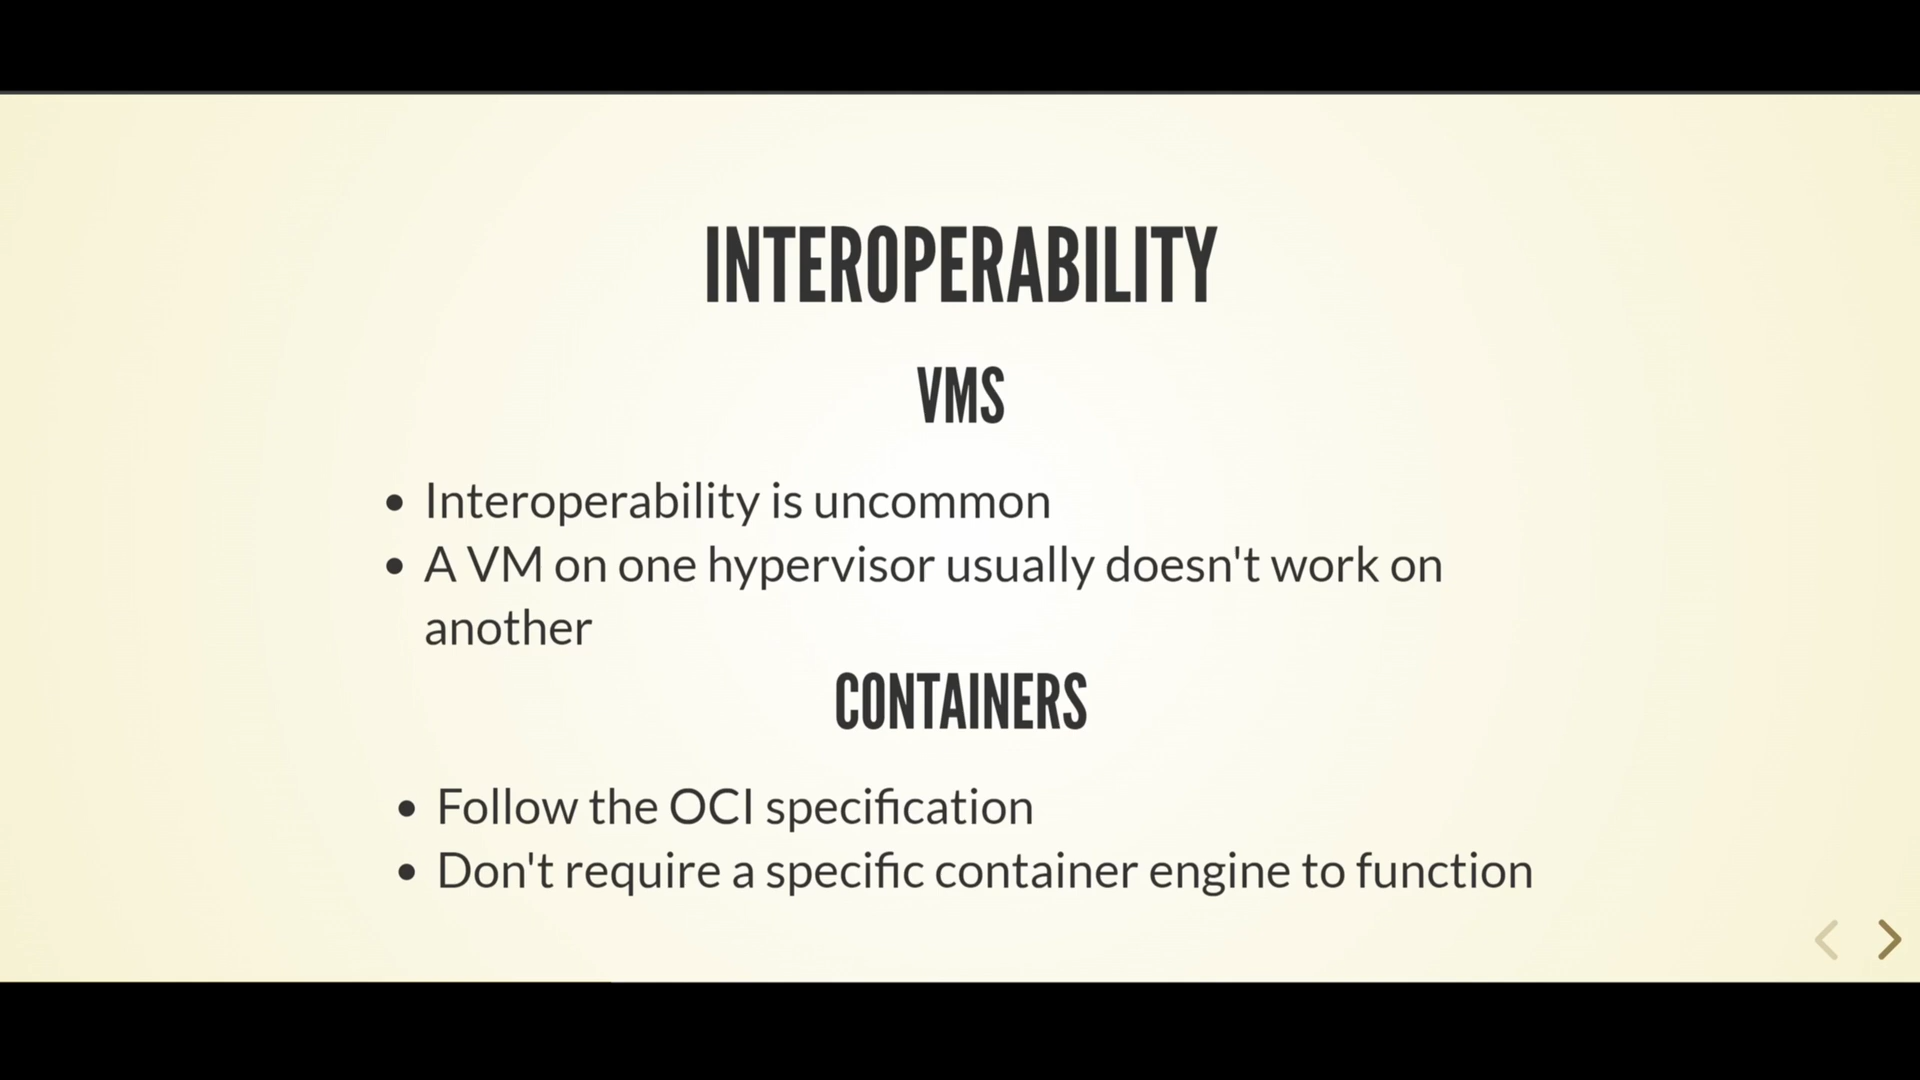 INTEROPERABILITY
VMS
• Interoperability is uncommon
• A VM on one hypervisor usually doesn't work on
another
CONTAINERS
• Follow the OCI specification
• Don't require a specific container engine to function